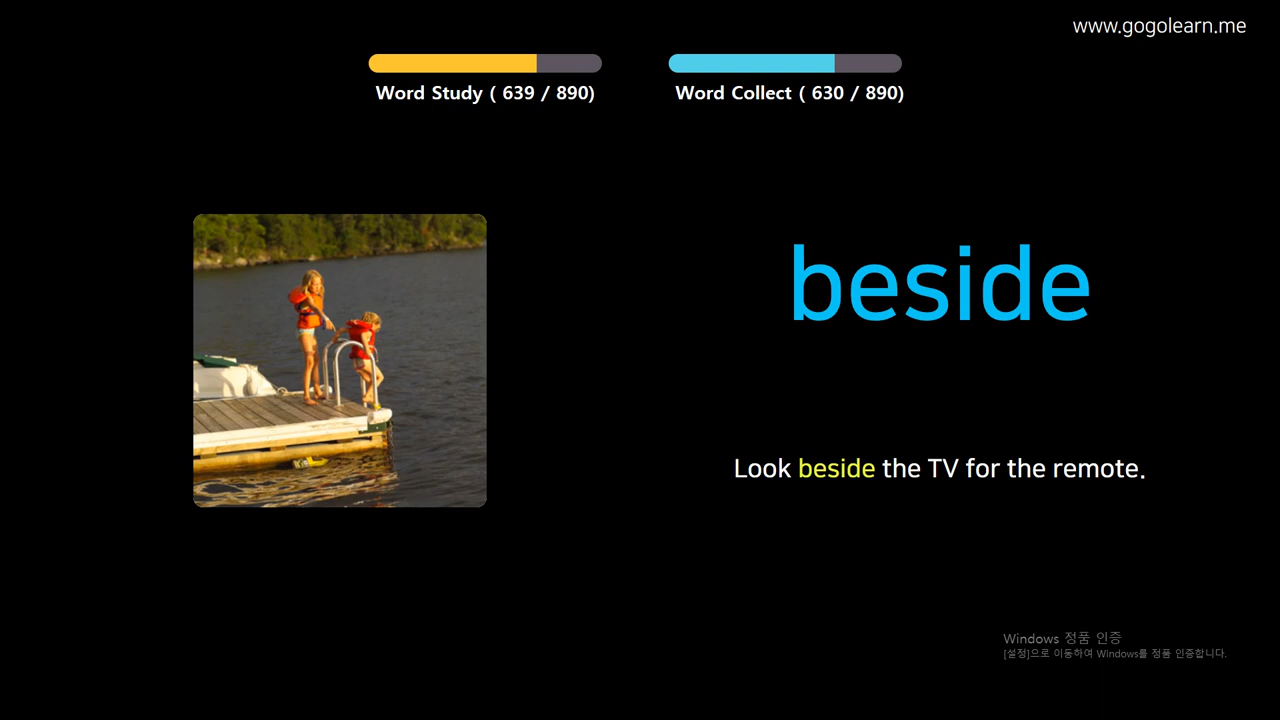 www.gogolearn.me
Word Study ( 639 / 890)
Word Collect ( 630 / 890)
beside
Look beside the TV for the remote.
Windows 정품 인증
[설정]으로 이동하여 Windows를 정품 인증합니다.